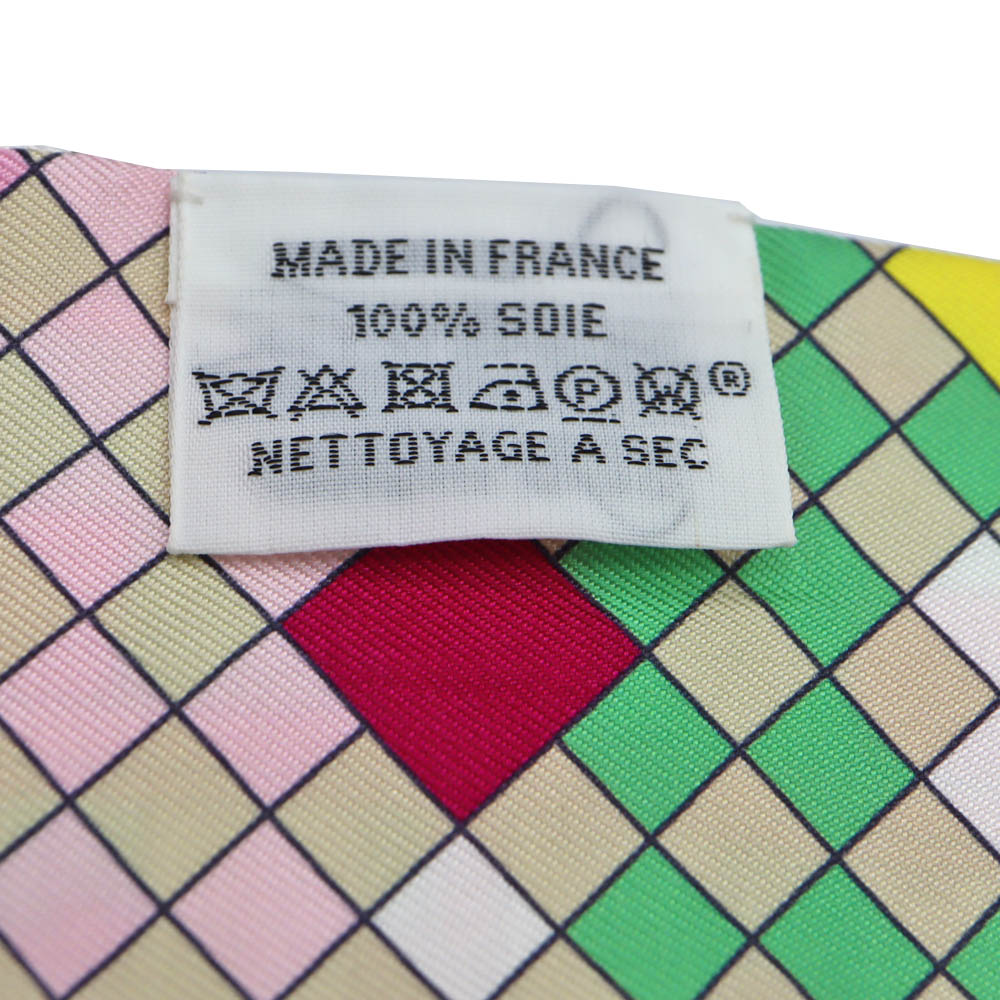 MADE IN FRANCE
100% SOIE
P W ®
NETTOYAGE A SEC